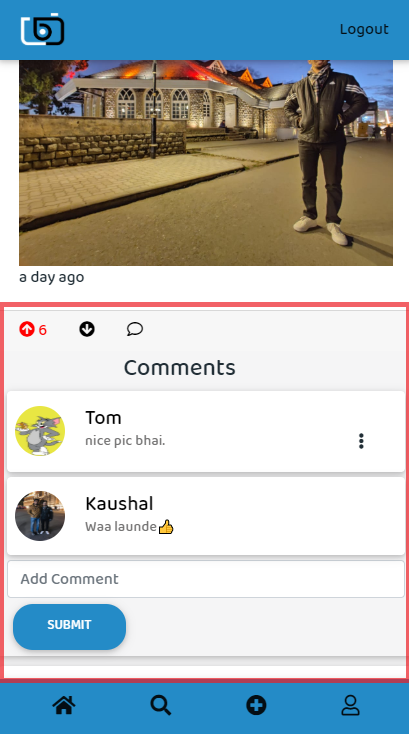 Logout
a day ago
6
Comments
Tom
nice pic bhai.
Kaushal
Waa launde👍
Add Comment
SUBMIT